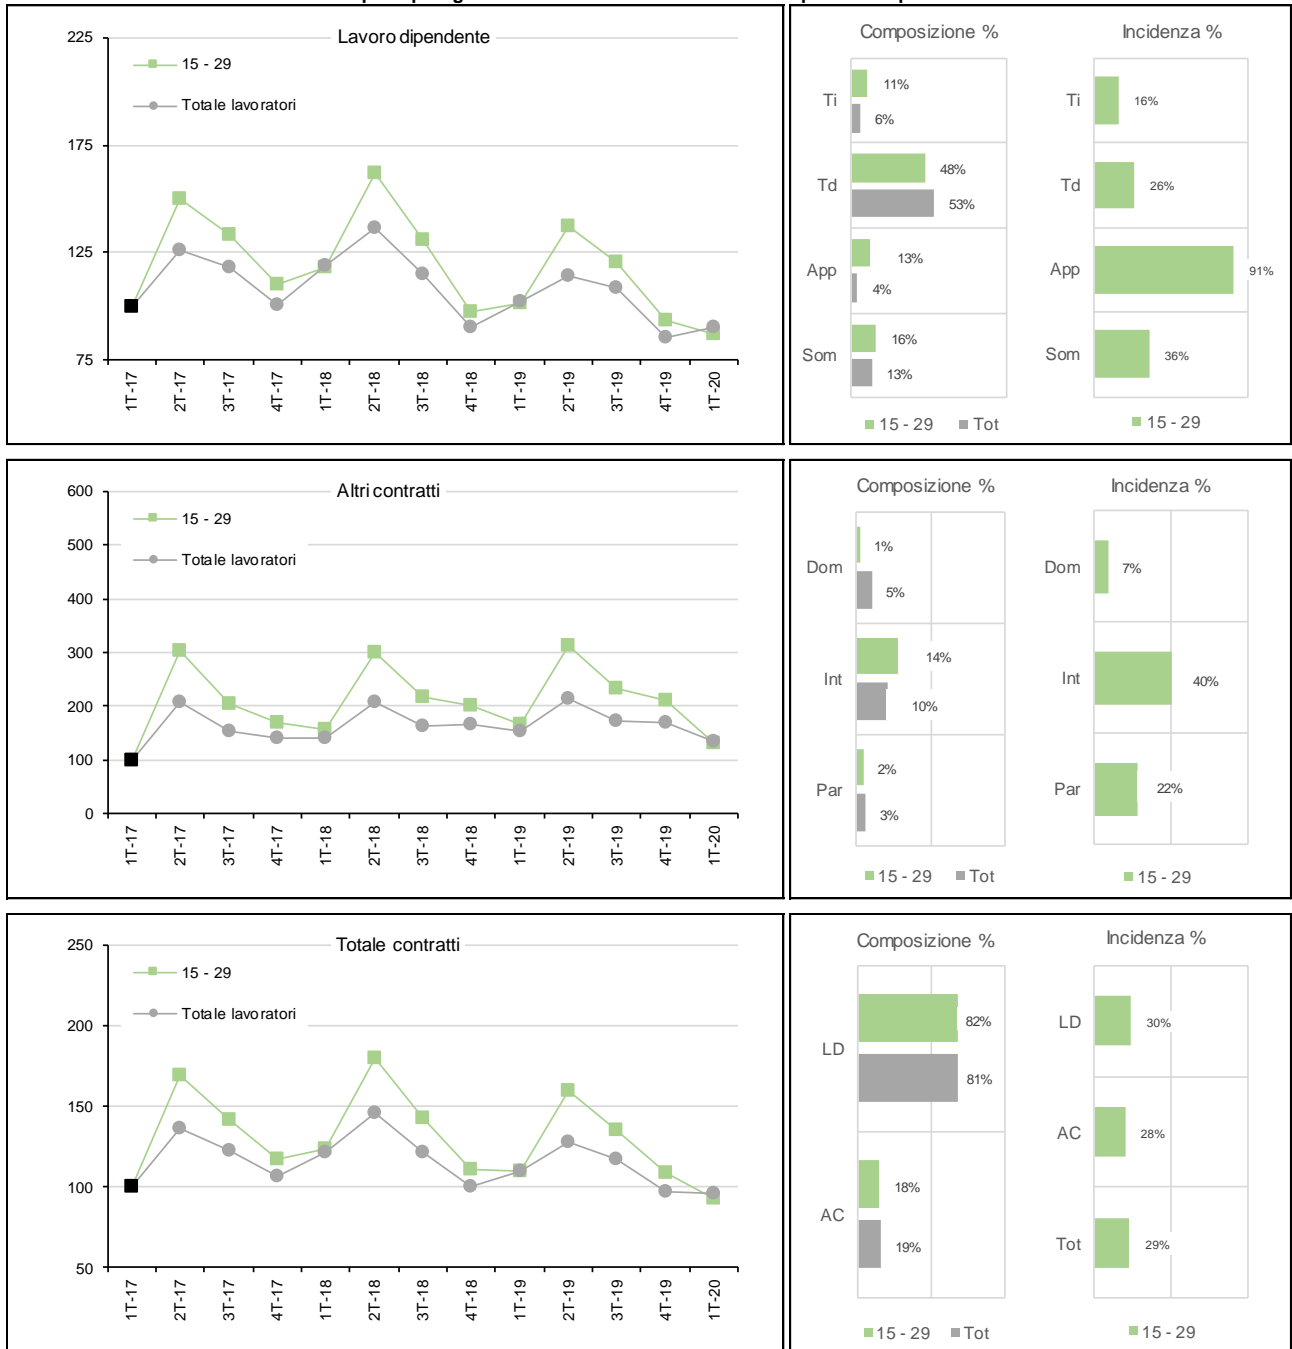 Lavoro dipendente
225
175
125
75
15 - 29
Totale lavoratori
1T-17
2T-17
3T-17
4T-17
1T-18
2T-18
3T-18
4T-18
1T-19
2T-19
3T-19
4T-19
1T-20
Composizione %
Ti
11%
6%
Td
48%
53%
App
13%
4%
Som
16%
13%
15 - 29 Tot
Incidenza %
Ti
16%
Td
26%
App
91%
Som
36%
15 - 29
Altri contratti
600
500
400
300
200
100
0
15 - 29
Totale lavoratori
1T-17
2T-17
3T-17
4T-17
1T-18
2T-18
3T-18
4T-18
1T-19
2T-19
3T-19
4T-19
1T-20
Composizione %
Dom
1%
5%
Int
14%
10%
Par
2%
3%
15 - 29 Tot
Incidenza %
Dom
7%
Int
40%
Par
22%
15 - 29
Totale contratti
250
200
150
100
50
15 - 29
Totale lavoratori
1T-17
2T-17
3T-17
4T-17
1T-18
2T-18
3T-18
4T-18
1T-19
2T-19
3T-19
4T-19
1T-20
Composizione %
LD
82%
81%
AC
18%
19%
15 - 29 Tot
Incidenza %
LD
30%
AC
28%
Tot
29%
15 - 29